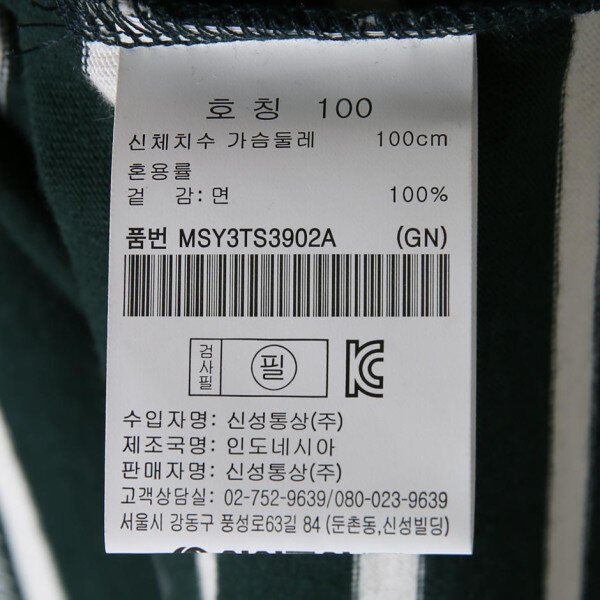 호 칭 100
신체치수 가슴둘레 100cm
혼용률
겉 감: 면 100%
품번 MSY3TS3902A (GN)
검사필 필 KC
수입자명: 신성통상(주)
제조국명: 인도네시아
판매자명: 신성통상(주)
고객상담실: 02-752-9639/080-023-9639
서울시 강동구 풍성로63길 84 (둔촌동,신성빌딩)